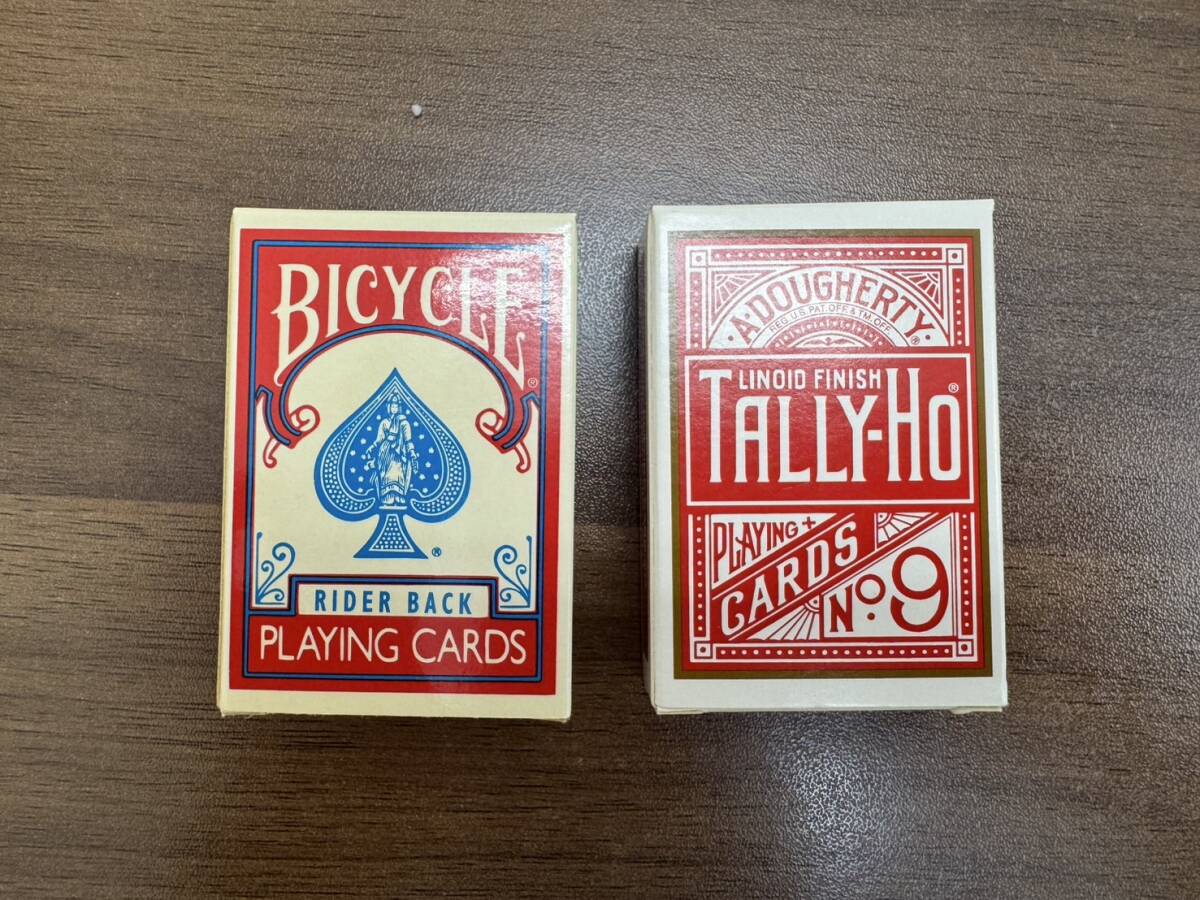 BICYCLE®
®
RIDER BACK
PLAYING CARDS
A·DOUGHERTY·®
REG. U.S. PAT. OFF. & TM. OFF.
LINOID FINISH
TALLY-HO®
PLAYING +
CARDS
No. 9